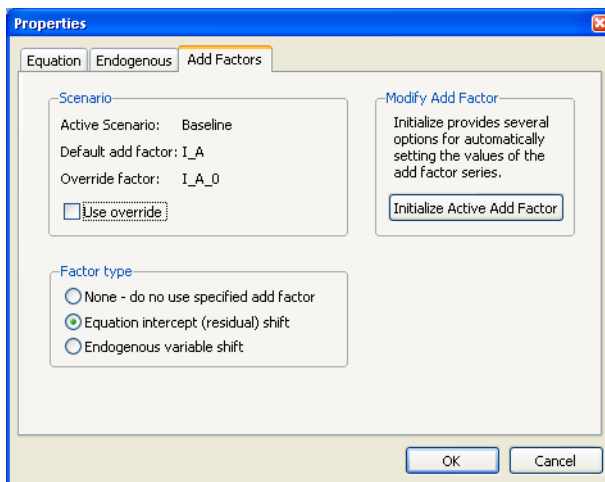 Properties
Equation
Endogenous
Add Factors
Scenario
Active Scenario: Baseline
Default add factor: I_A
Override factor: I_A_0
Use override
Modify Add Factor
Initialize provides several
options for automatically
setting the values of the
add factor series.
Initialize Active Add Factor
Factor type
None - do no use specified add factor
Equation intercept (residual) shift
Endogenous variable shift
OK
Cancel